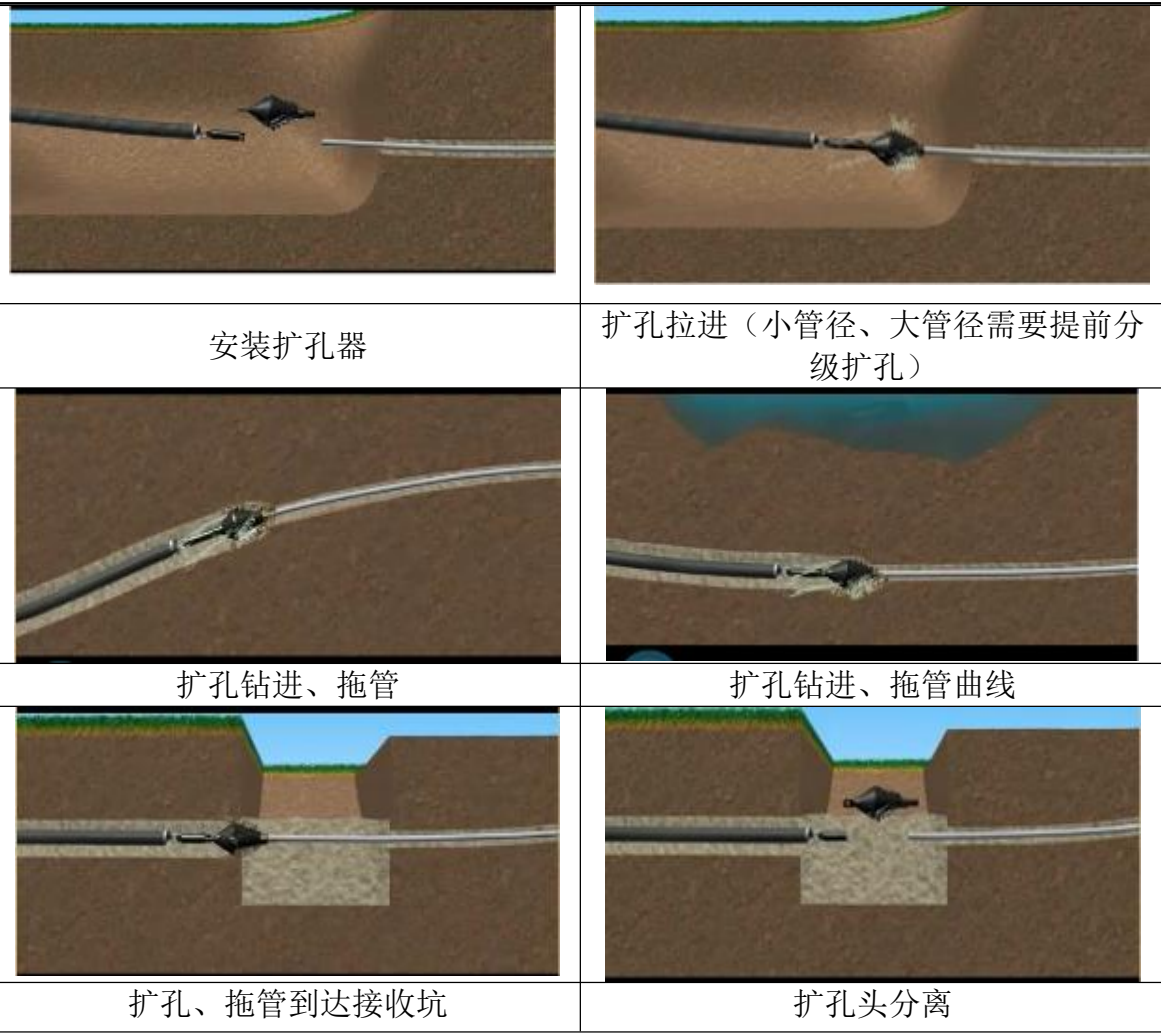 安装扩孔器
扩孔拉进（小管径、大管径需要提前分
级扩孔）
扩孔钻进、拖管
扩孔钻进、拖管曲线
扩孔、拖管到达接收坑
扩孔头分离